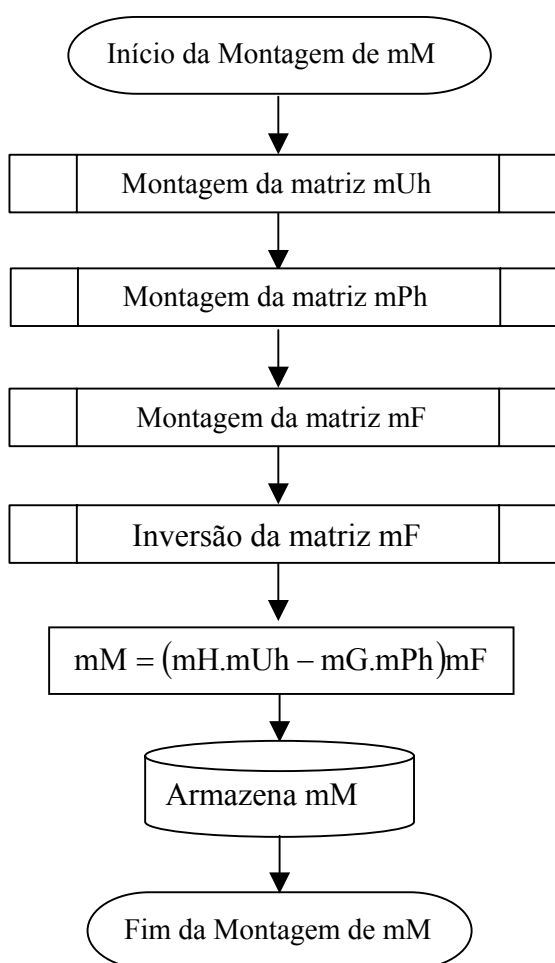 Início da Montagem de mM
Montagem da matriz mUh
Montagem da matriz mPh
Montagem da matriz mF
Inversão da matriz mF
mM = (mH.mUh − mG.mPh)mF
Armazena mM
Fim da Montagem de mM